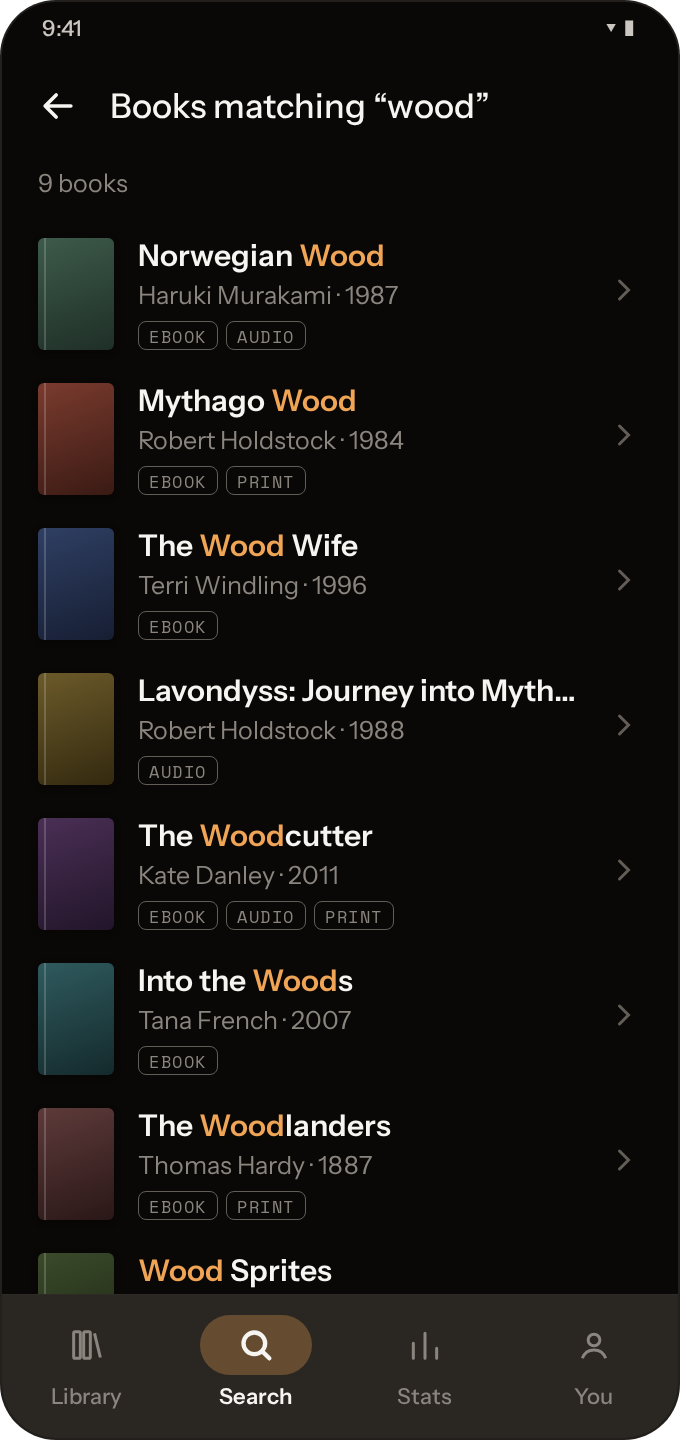 9:41
Books matching “wood”
9 books
Norwegian Wood
Haruki Murakami · 1987
EBOOK AUDIO
Mythago Wood
Robert Holdstock · 1984
EBOOK PRINT
The Wood Wife
Terri Windling · 1996
EBOOK
Lavondyss: Journey into Myth...
Robert Holdstock · 1988
AUDIO
The Woodcutter
Kate Danley · 2011
EBOOK AUDIO PRINT
Into the Woods
Tana French · 2007
EBOOK
The Woodlanders
Thomas Hardy · 1887
EBOOK PRINT
Wood Sprites
Library Search Stats You